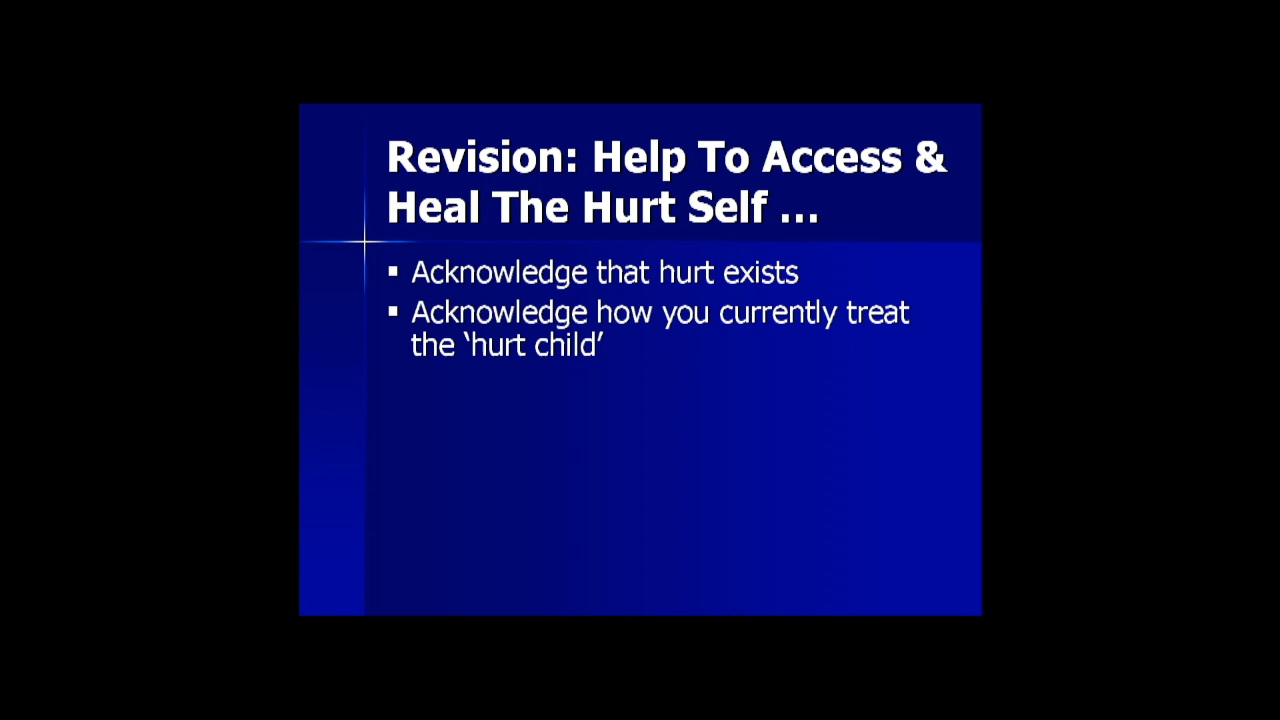 Revision: Help To Access &
Heal The Hurt Self ...
▪ Acknowledge that hurt exists
▪ Acknowledge how you currently treat
the ‘hurt child’